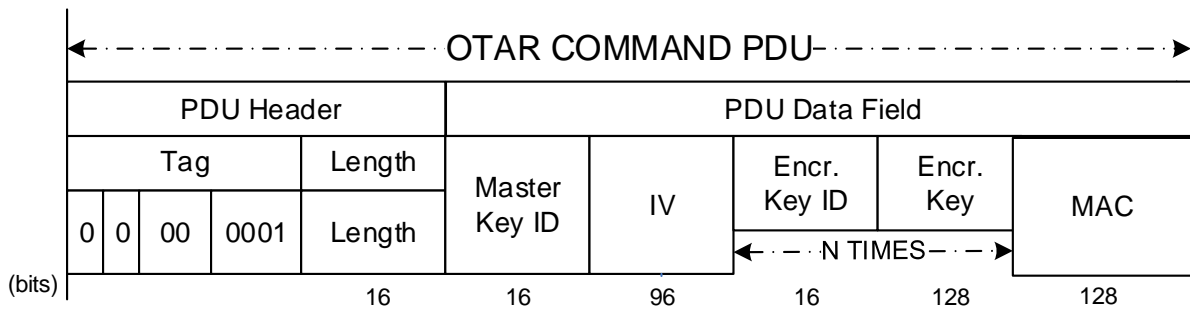 OTAR COMMAND PDU
PDU Header PDU Data Field
Tag Length Master Key ID IV Encr. Key ID Encr. Key MAC
0 0 00 0001 Length
N TIMES
(bits) 16 16 96 16 128 128